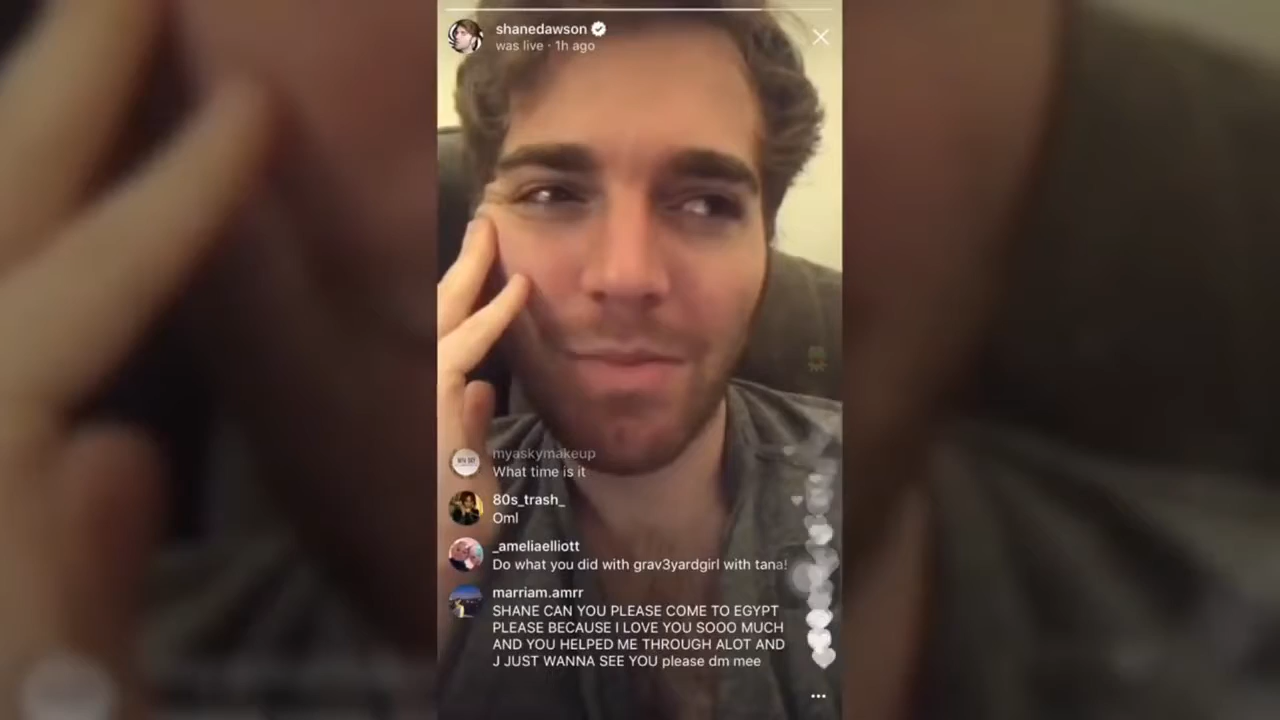 shanedawson
was live · 1h ago
myaskymakeup
What time is it
80s_trash_
Oml
_ameliaelliott
Do what you did with grav3yardgirl with tana!
marriam.amrr
SHANE CAN YOU PLEASE COME TO EGYPT
PLEASE BECAUSE I LOVE YOU SOOO MUCH
AND YOU HELPED ME THROUGH ALOT AND
J JUST WANNA SEE YOU please dm mee